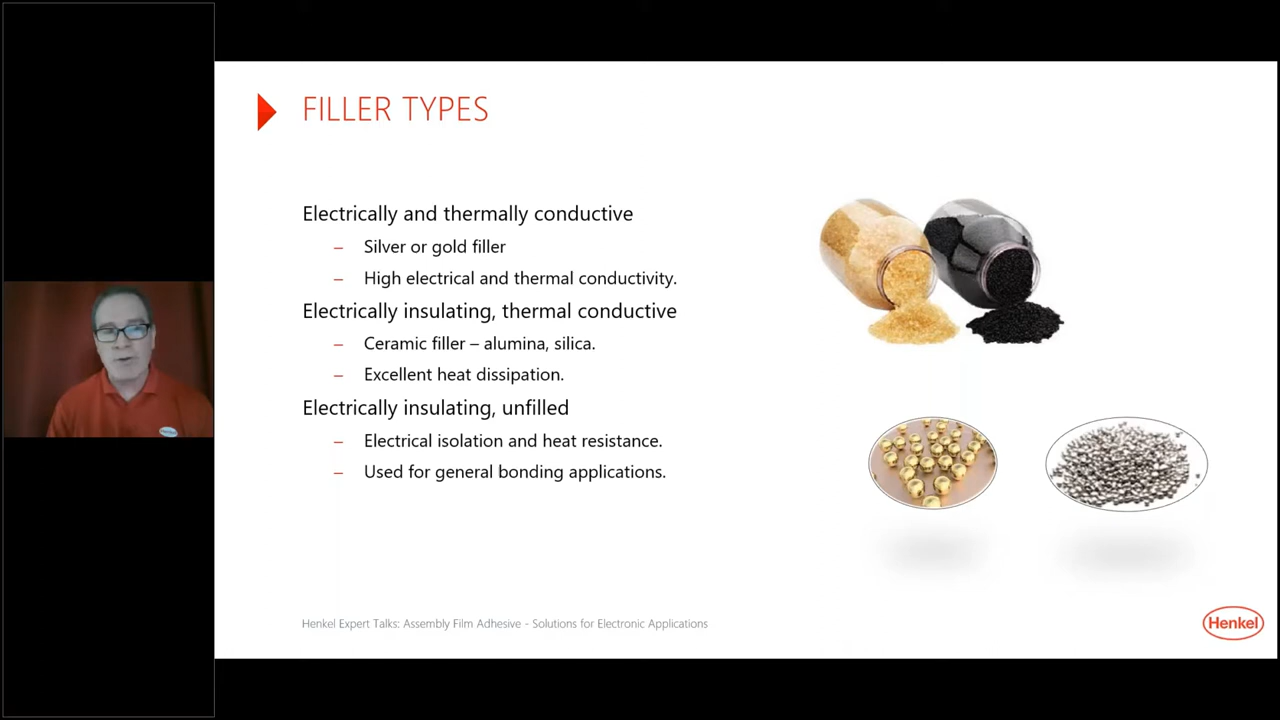 FILLER TYPES
Electrically and thermally conductive
– Silver or gold filler
– High electrical and thermal conductivity.
Electrically insulating, thermal conductive
– Ceramic filler – alumina, silica.
– Excellent heat dissipation.
Electrically insulating, unfilled
– Electrical isolation and heat resistance.
– Used for general bonding applications.
Henkel Expert Talks: Assembly Film Adhesive - Solutions for Electronic Applications
Henkel